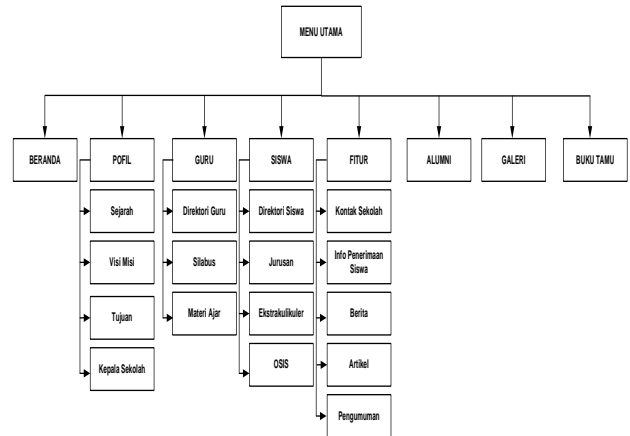 MENU UTAMA
BERANDA
POFIL
GURU
SISWA
FITUR
ALUMNI
GALERI
BUKU TAMU
Sejarah
Direktori Guru
Direktori Siswa
Kontak Sekolah
Visi Misi
Silabus
Jurusan
Info Penerimaan
Siswa
Tujuan
Materi Ajar
Ekstrakulikuler
Berita
Kepala Sekolah
OSIS
Artikel
Pengumuman